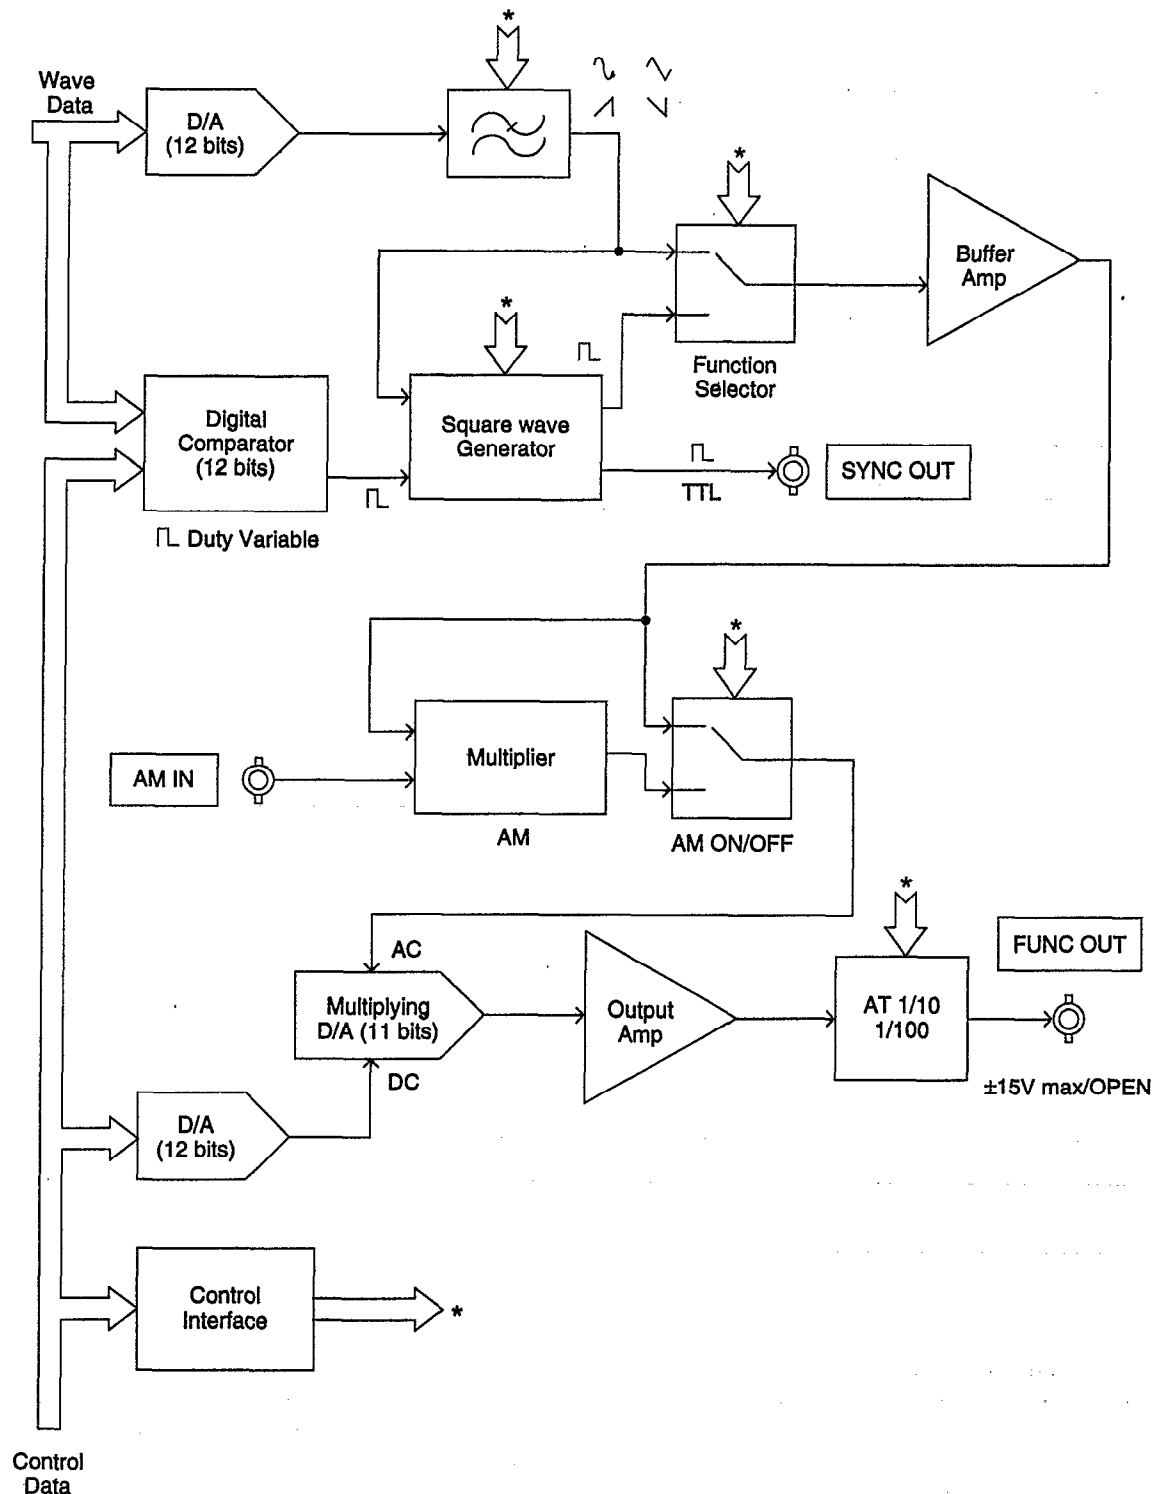 *
Wave
Data
D/A
(12 bits)
*
Buffer
Amp
*
Function
Selector
Digital
Comparator
(12 bits)
Square wave
Generator
SYNC OUT
TTL
Duty Variable
*
Multiplier
AM IN
AM
AM ON/OFF
*
FUNC OUT
AC
Multiplying
D/A (11 bits)
Output
Amp
AT 1/10
1/100
DC
±15V max/OPEN
D/A
(12 bits)
Control
Interface
*
Control
Data